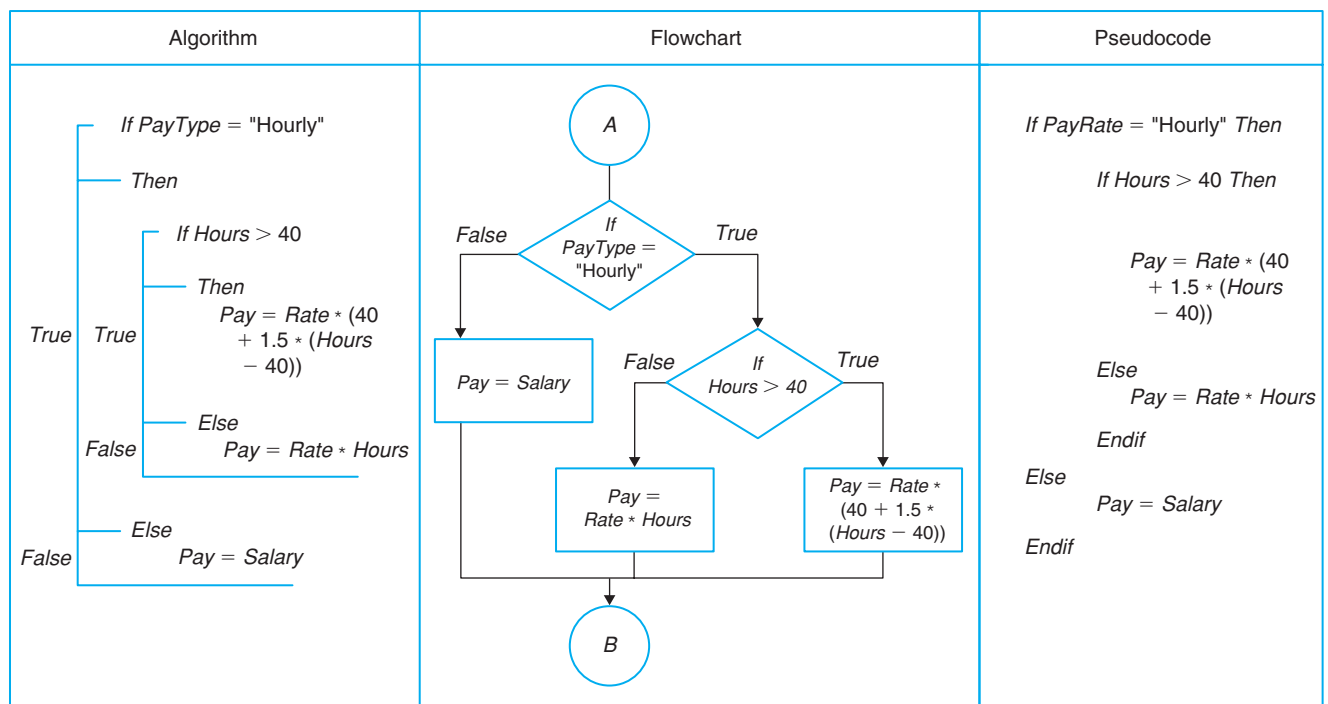 Algorithm
Flowchart
Pseudocode
If PayType = "Hourly"
Then
If Hours > 40
Then
Pay = Rate * (40
+ 1.5 * (Hours
− 40))
True
True
Else
False
Pay = Rate * Hours
Else
False
Pay = Salary
A
If
PayType =
"Hourly"
False
True
Pay = Salary
If
Hours > 40
False
True
Pay =
Rate * Hours
Pay = Rate *
(40 + 1.5 *
(Hours − 40))
B
If PayRate = "Hourly" Then
If Hours > 40 Then
Pay = Rate * (40
+ 1.5 * (Hours
− 40))
Else
Pay = Rate * Hours
Endif
Else
Pay = Salary
Endif